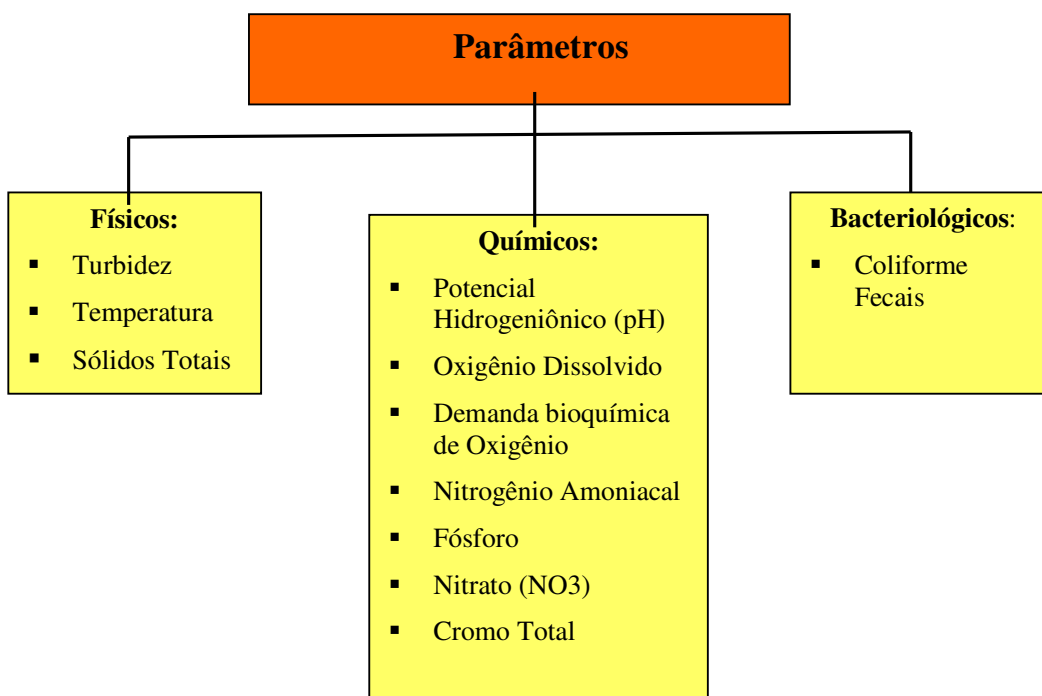 Parâmetros
Físicos:
▪ Turbidez
▪ Temperatura
▪ Sólidos Totais
Químicos:
▪ Potencial
Hidrogeniônico (pH)
▪ Oxigênio Dissolvido
▪ Demanda bioquímica
de Oxigênio
▪ Nitrogênio Amoniacal
▪ Fósforo
▪ Nitrato (NO3)
▪ Cromo Total
Bacteriológicos:
▪ Coliforme
Fecais